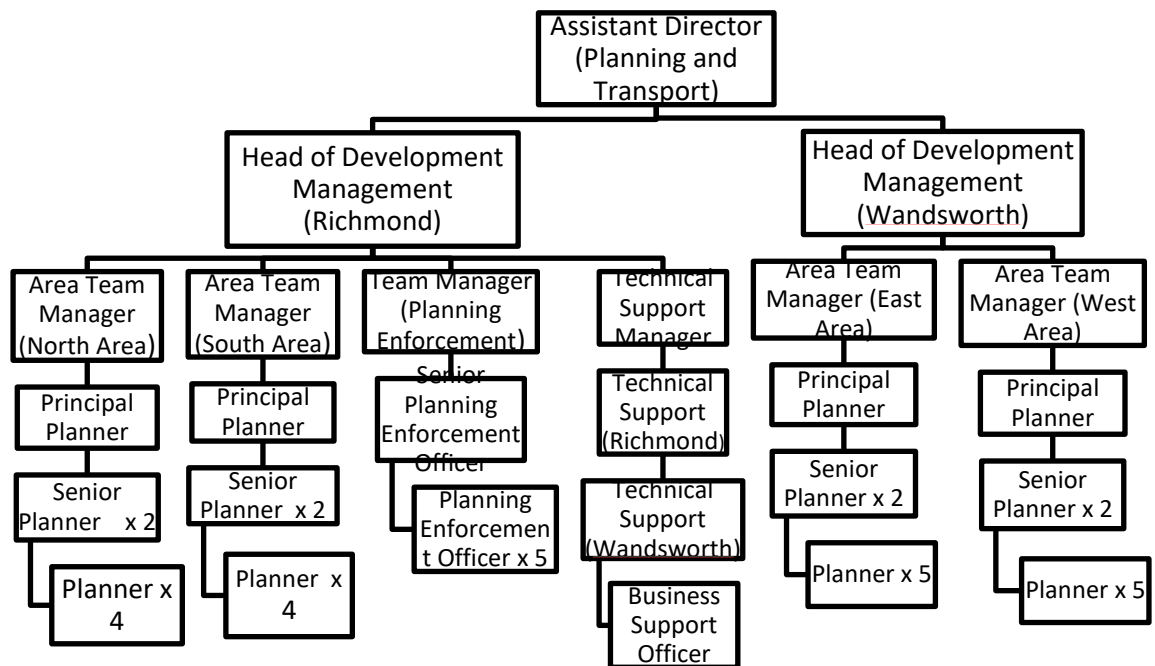 Assistant Director
(Planning and
Transport)
Head of Development
Management
(Richmond)
Head of Development
Management
(Wandsworth)
Area Team
Manager
(North Area)
Area Team
Manager
(South Area)
Team Manager
(Planning
Enforcement)
Technical
Support
Manager
Area Team
Manager (East
Area)
Area Team
Manager (West
Area)
Principal
Planner
Principal
Planner
Senior
Planning
Enforcement
Officer
Technical
Support
(Richmond)
Principal
Planner
Principal
Planner
Senior
Planner x 2
Senior
Planner x 2
Planning
Enforcemen
t Officer x 5
Technical
Support
(Wandsworth)
Senior
Planner x 2
Senior
Planner x 2
Planner x
4
Planner x
4
Business
Support
Officer
Planner x 5
Planner x 5